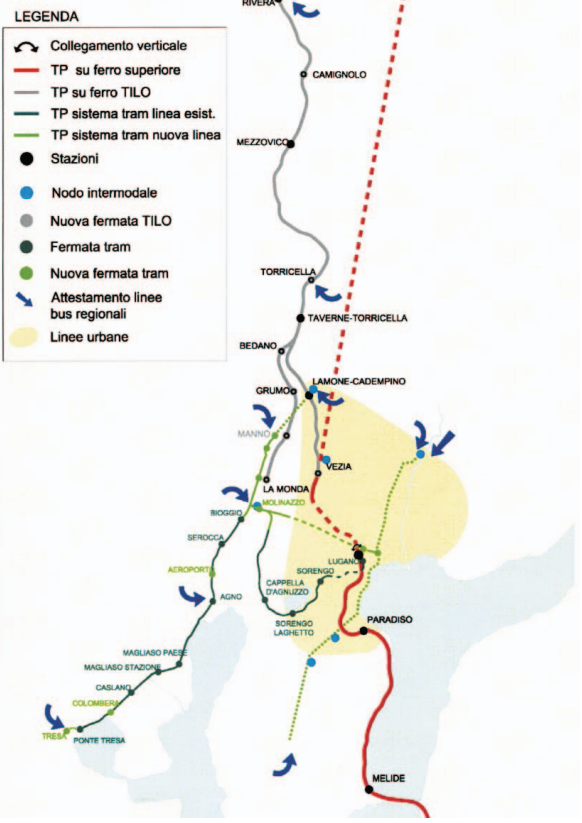 RIVERA
LEGENDA
Collegamento verticale
TP su ferro superiore
TP su ferro TILO
TP sistema tram linea esist.
TP sistema tram nuova linea
Stazioni
Nodo intermodale
Nuova fermata TILO
Fermata tram
Nuova fermata tram
Attestamento linee
bus regionali
Linee urbane
CAMIGNOLO
MEZZOVICO
TORRICELLA
TAVERNE-TORRICELLA
BEDANO
LAMONE-CADEMPINO
GRUMO
MANNO
VEZIA
LA MONDA
MOLINAZZO
BIOGGIO
SEROCCA
LUGANO
AEROPORTO
SORENGO
CAPPELLA
D'AGNUZZO
AGNO
SORENGO
LAGHETTO
PARADISO
MAGLIASO PAESE
MAGLIASO STAZIONE
CASLANO
COLOMBERA
TRESA
PONTE TRESA
MELIDE